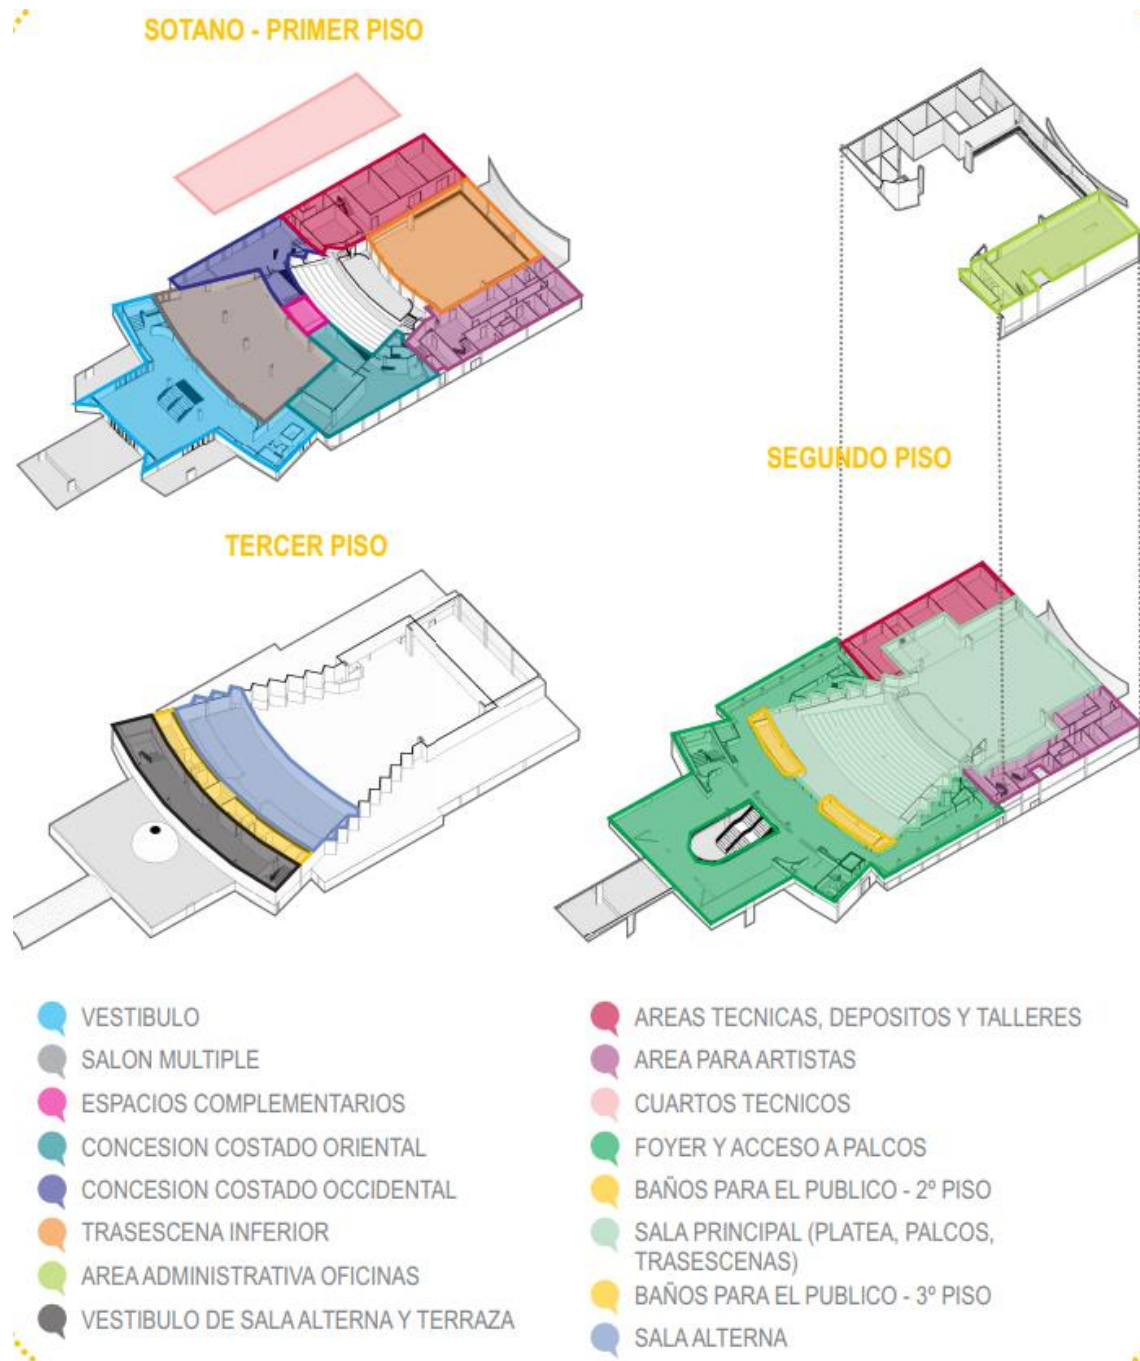 SOTANO - PRIMER PISO
SEGUNDO PISO
TERCER PISO
VESTIBULO
SALON MULTIPLE
ESPACIOS COMPLEMENTARIOS
CONCESION COSTADO ORIENTAL
CONCESION COSTADO OCCIDENTAL
TRASESCENA INFERIOR
AREA ADMINISTRATIVA OFICINAS
VESTIBULO DE SALA ALTERNA Y TERRAZA
AREAS TECNICAS, DEPOSITOS Y TALLERES
AREA PARA ARTISTAS
CUARTOS TECNICOS
FOYER Y ACCESO A PALCOS
BAÑOS PARA EL PUBLICO - 2º PISO
SALA PRINCIPAL (PLATEA, PALCOS,
TRASESCENAS)
BAÑOS PARA EL PUBLICO - 3º PISO
SALA ALTERNA